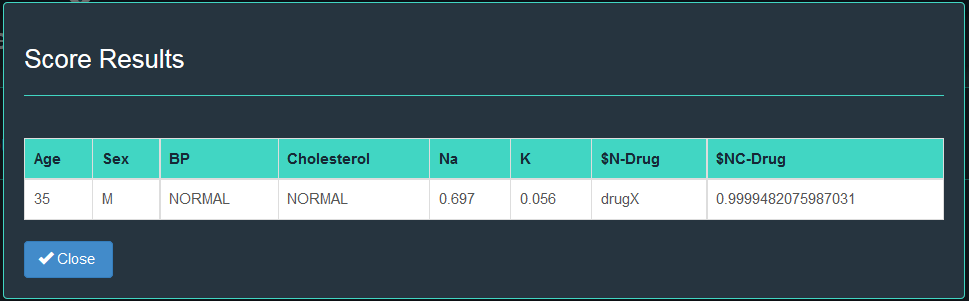 Score Results
Age Sex BP Cholesterol Na K $N-Drug $NC-Drug
35 M NORMAL NORMAL 0.697 0.056 drugX 0.9999482075987031
Close